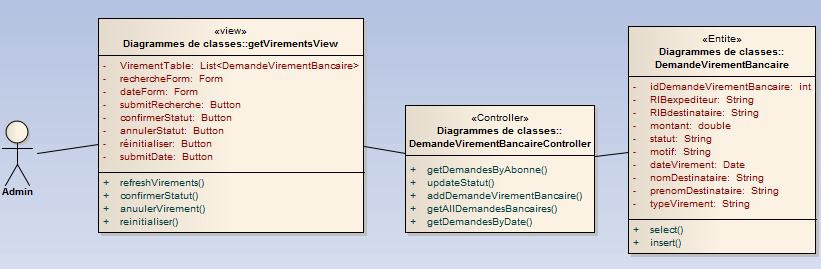 Admin
«view»
Diagrammes de classes::getVirementsView
- VirementTable: List<DemandeVirementBancaire>
- rechercheForm: Form
- dateForm: Form
- submitRecherche: Button
- confirmerStatut: Button
- annulerStatut: Button
- réinitialiser: Button
- submitDate: Button
+ refreshVirements()
+ confirmerStatut()
+ anuulerVirement()
+ reinitialiser()
«Controller»
Diagrammes de classes::
DemandeVirementBancaireController
+ getDemandesByAbonne()
+ updateStatut()
+ addDemandeVirementBancaire()
+ getAllDemandesBancaires()
+ getDemandesByDate()
«Entite»
Diagrammes de classes::
DemandeVirementBancaire
- idDemandeVirementBancaire: int
- RIBexpediteur: String
- RIBdestinataire: String
- montant: double
- statut: String
- motif: String
- dateVirement: Date
- nomDestinataire: String
- prenomDestinataire: String
- typeVirement: String
+ select()
+ insert()